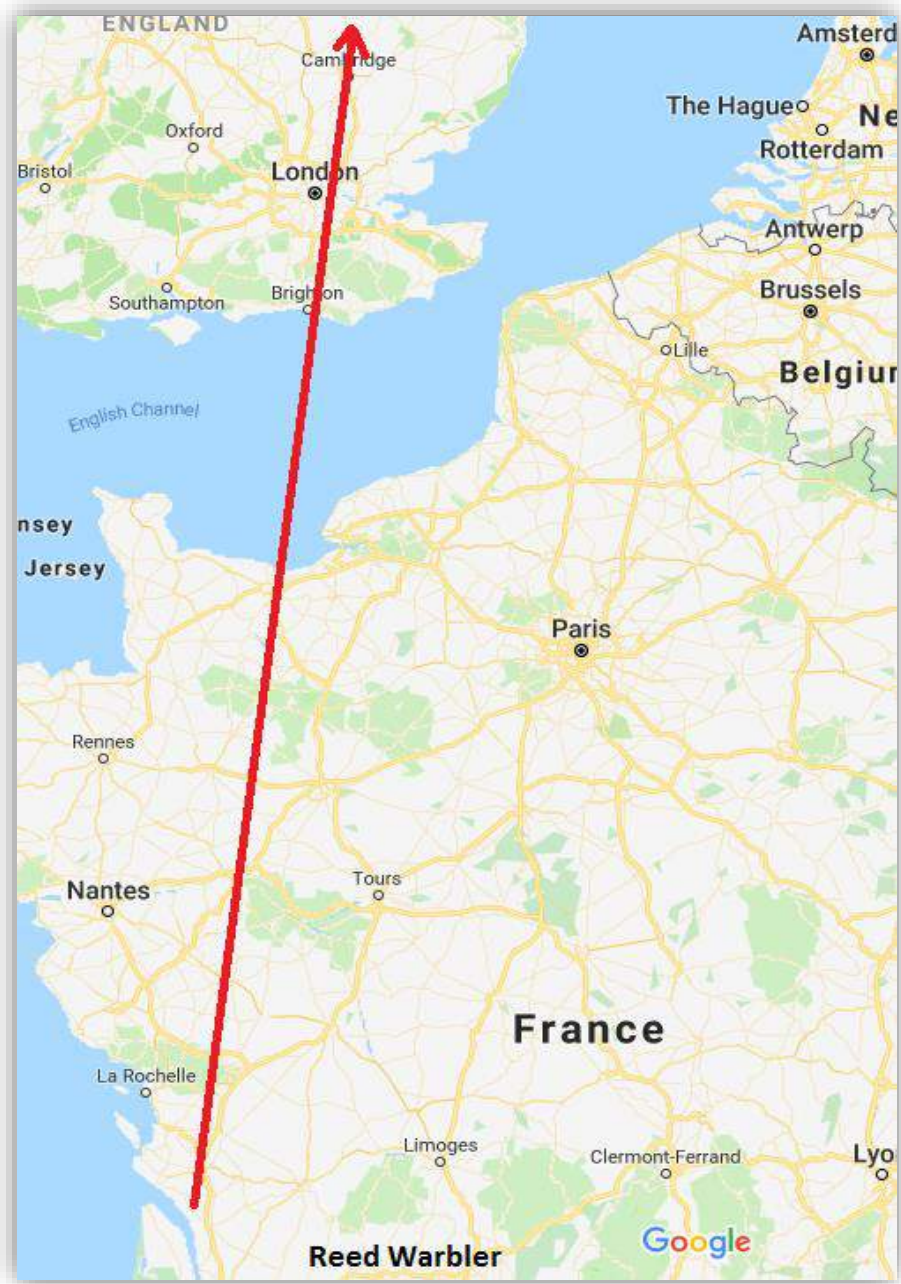 ENGLAND
Amsterd
Cambridge
The Hague
Ne
Oxford
Rotterdam
Bristol
London
Antwerp
Southampton
Brighton
Brussels
Lille
Belgiur
English Channel
nsey
Jersey
Paris
Rennes
Tours
Nantes
France
La Rochelle
Limoges
Clermont-Ferrand
Lyo
Google
Reed Warbler